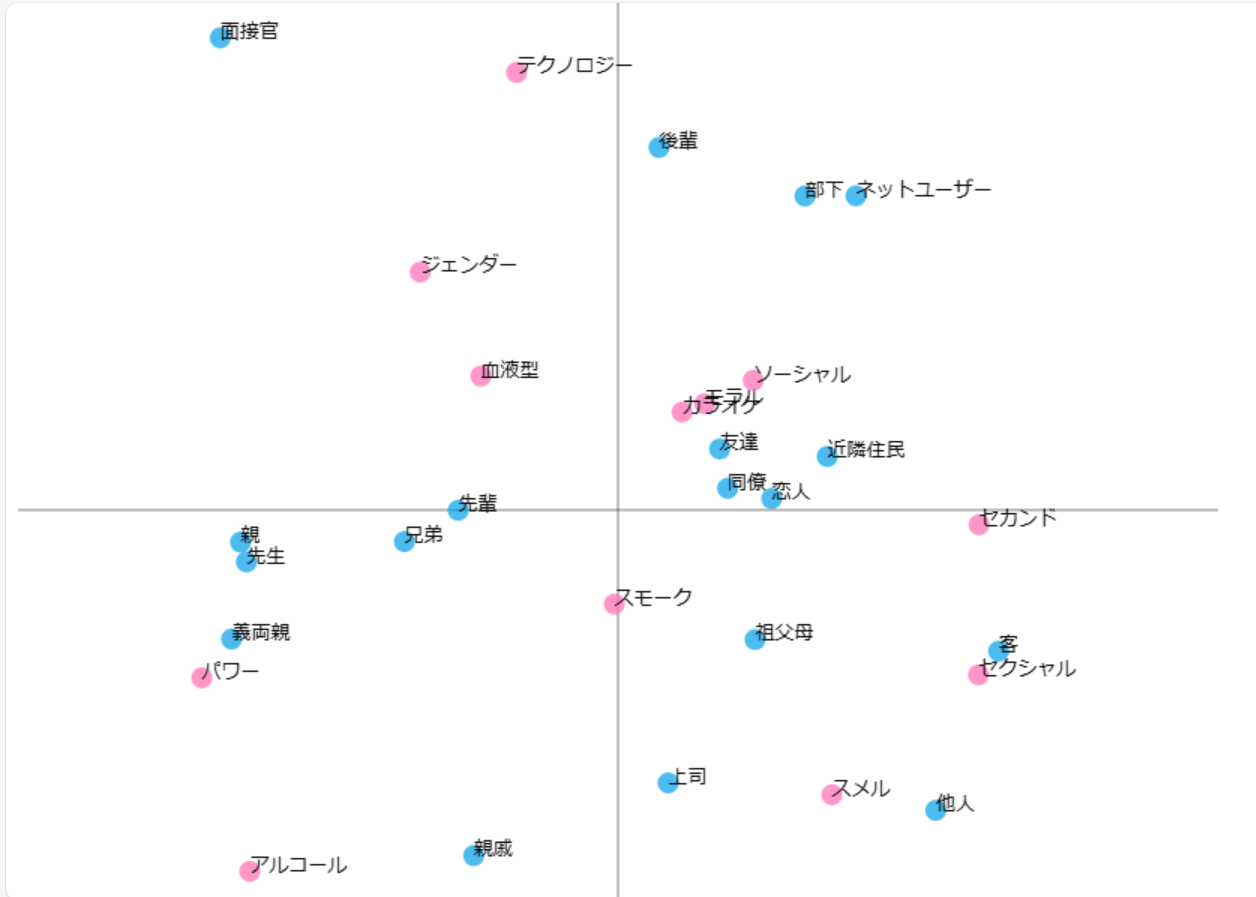 面接官
テクノロジー
後輩
部下
ネットユーザー
ジェンダー
血液型
ソーシャル
モラル
カラオケ
友達
近隣住民
同僚
恋人
先輩
セカンド
親
兄弟
先生
スモーク
義両親
祖父母
客
パワー
セクシャル
上司
スメル
他人
親戚
アルコール